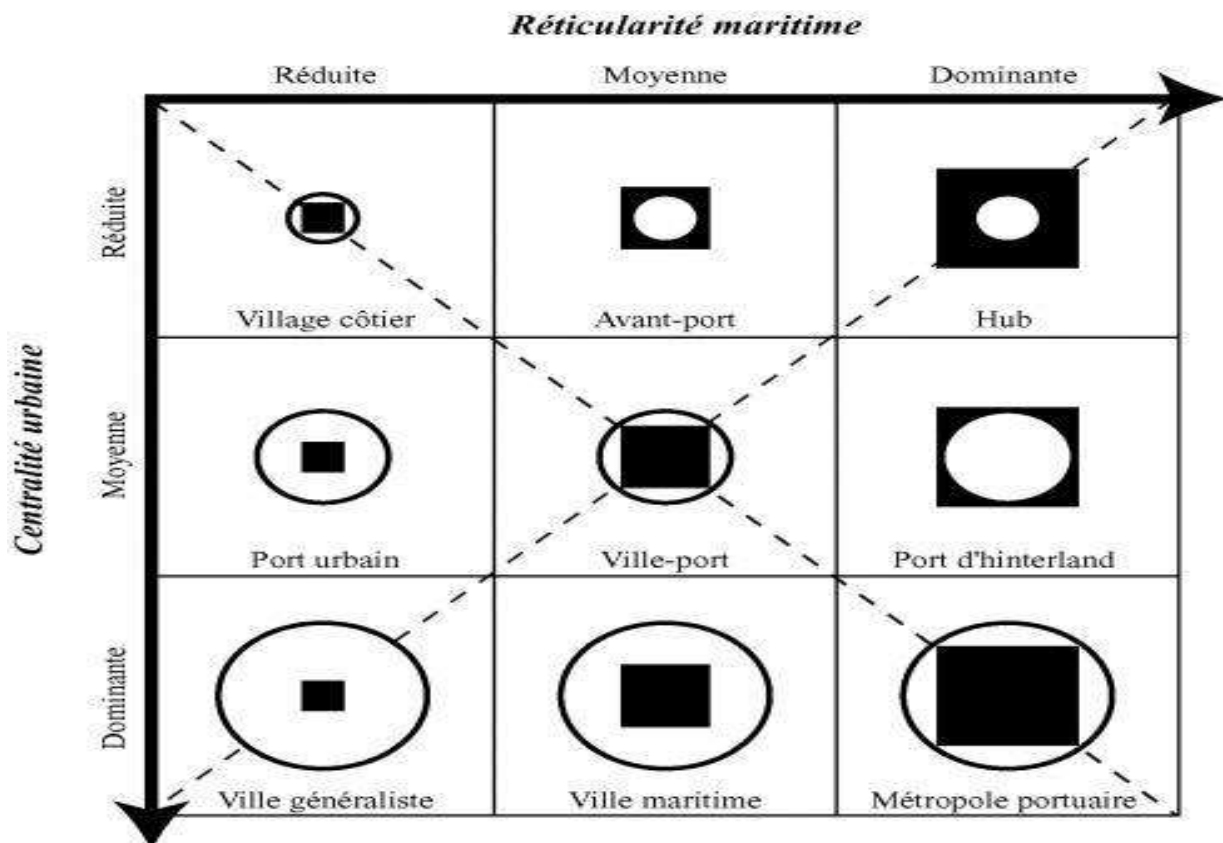 Réticularité maritime
Réduite Moyenne Dominante
Centralité urbaine
Réduite
Village côtier Avant-port Hub
Moyenne
Port urbain Ville-port Port d'hinterland
Dominante
Ville généraliste Ville maritime Métropole portuaire